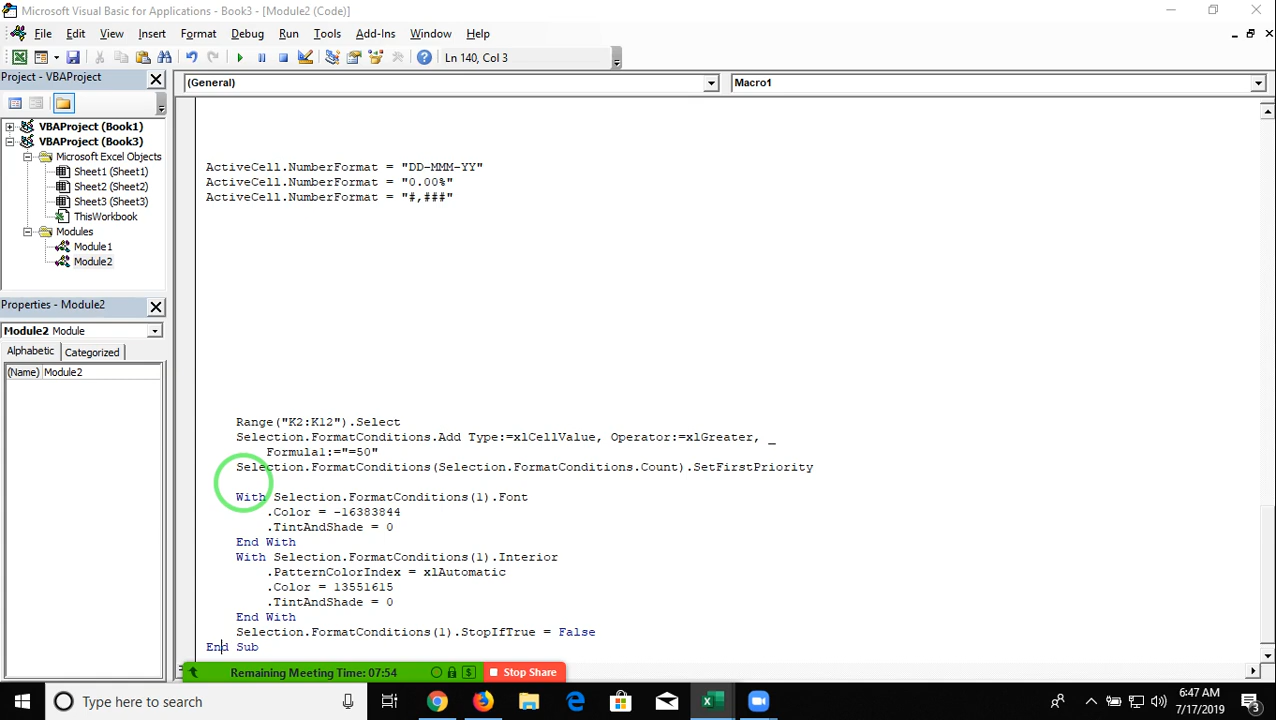 Microsoft Visual Basic for Applications - Book3 - [Module2 (Code)]
File Edit View Insert Format Debug Run Tools Add-Ins Window Help
Ln 140, Col 3
Project - VBAProject
(General) Macro1
VBAProject (Book1)
VBAProject (Book3)
Microsoft Excel Objects
Sheet1 (Sheet1)
Sheet2 (Sheet2)
Sheet3 (Sheet3)
ThisWorkbook
Modules
Module1
Module2
Properties - Module2
Module2 Module
Alphabetic Categorized
(Name) Module2
ActiveCell.NumberFormat = "DD-MMM-YY"
ActiveCell.NumberFormat = "0.00%"
ActiveCell.NumberFormat = "#,###"
Range("K2:K12").Select
Selection.FormatConditions.Add Type:=xlCellValue, Operator:=xlGreater, _
Formula1:="=50"
Selection.FormatConditions(Selection.FormatConditions.Count).SetFirstPriority
With Selection.FormatConditions(1).Font
.Color = -16383844
.TintAndShade = 0
End With
With Selection.FormatConditions(1).Interior
.PatternColorIndex = xlAutomatic
.Color = 13551615
.TintAndShade = 0
End With
Selection.FormatConditions(1).StopIfTrue = False
End Sub
Remaining Meeting Time: 07:54 Stop Share
Type here to search
6:47 AM
7/17/2019
3